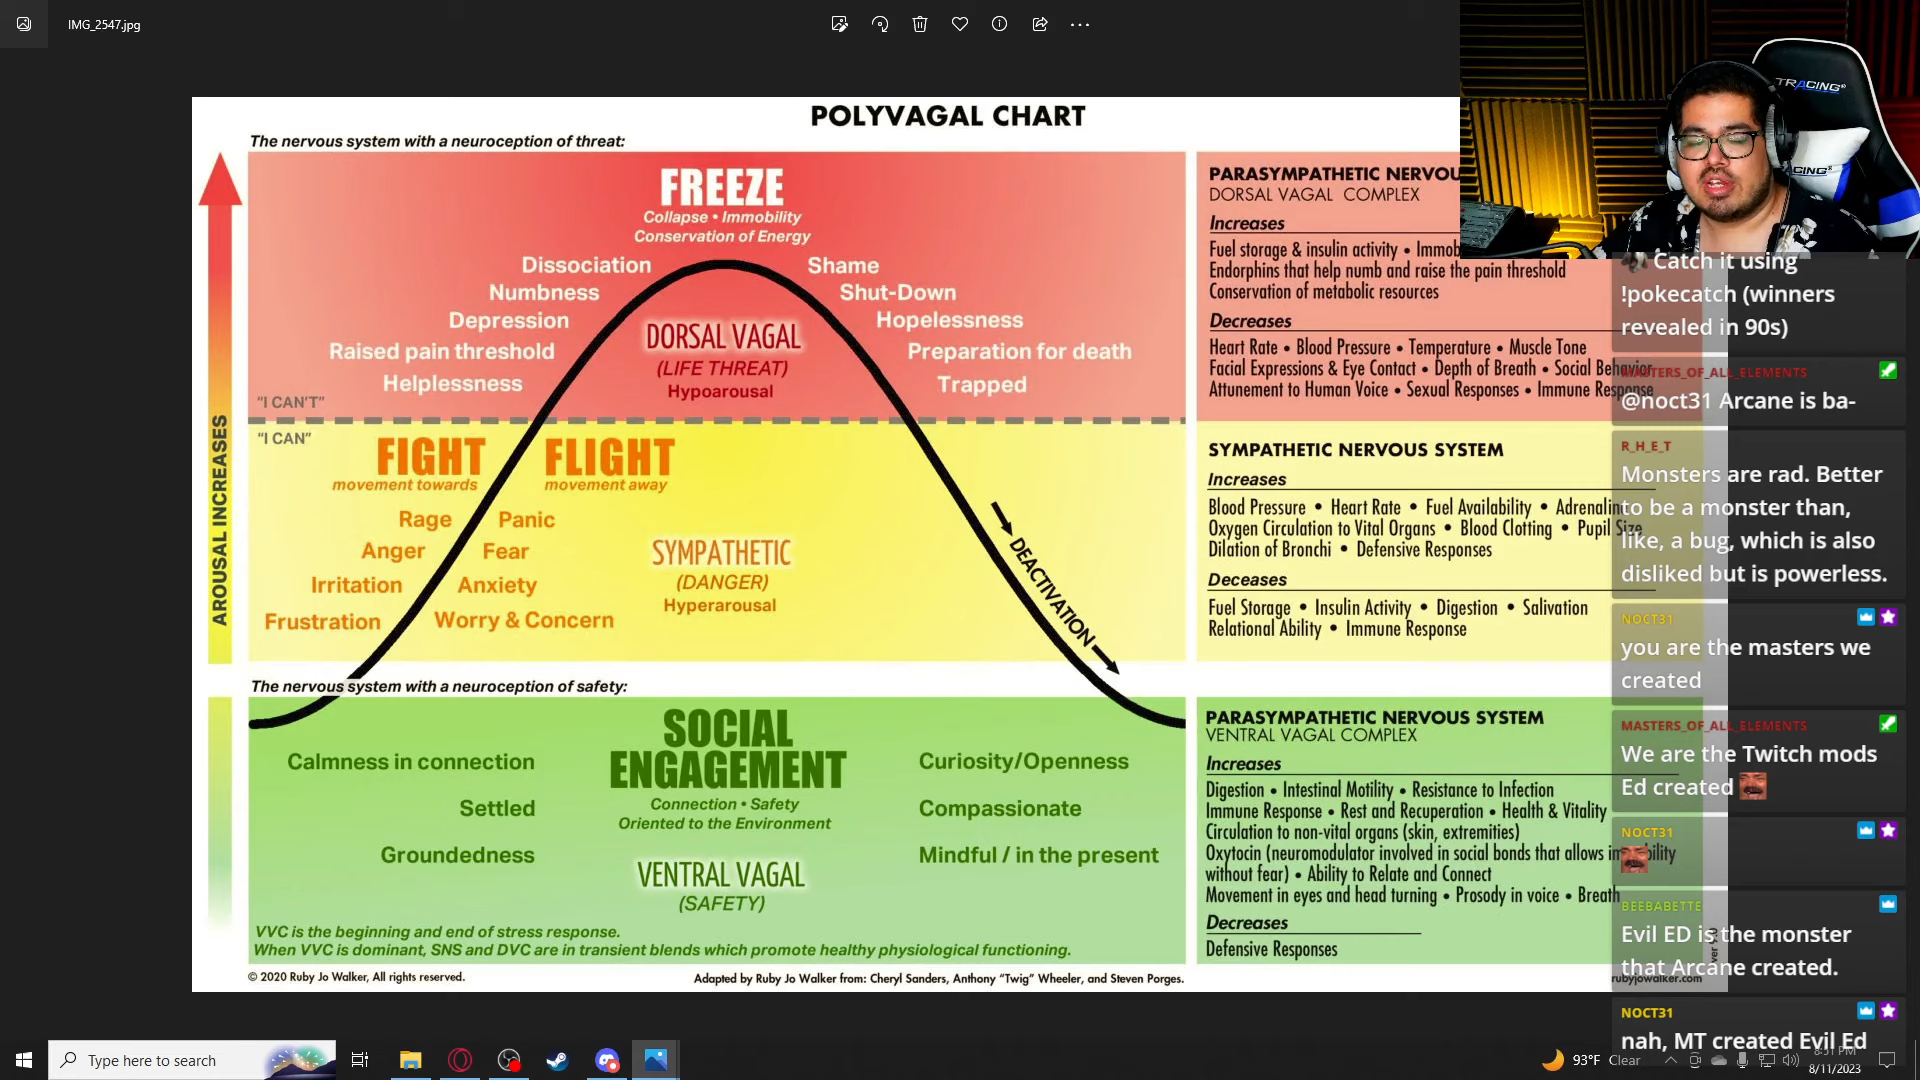 IMG_2547.jpg
POLYVAGAL CHART
The nervous system with a neuroception of threat:
FREEZE
Collapse • Immobility
Conservation of Energy
Dissociation
Numbness
Depression
Raised pain threshold
Helplessness
Shame
Shut-Down
Hopelessness
Preparation for death
Trapped
DORSAL VAGAL
(LIFE THREAT)
Hypoarousal
"I CAN'T"
"I CAN"
AROUSAL INCREASES
FIGHT
movement towards
FLIGHT
movement away
Rage
Anger
Irritation
Frustration
Panic
Fear
Anxiety
Worry & Concern
SYMPATHETIC
(DANGER)
Hyperarousal
DEACTIVATION
The nervous system with a neuroception of safety:
SOCIAL
ENGAGEMENT
Connection • Safety
Oriented to the Environment
Calmness in connection
Settled
Groundedness
Curiosity/Openness
Compassionate
Mindful / in the present
VENTRAL VAGAL
(SAFETY)
VVC is the beginning and end of stress response.
When VVC is dominant, SNS and DVC are in transient blends which promote healthy physiological functioning.
© 2020 Ruby Jo Walker, All rights reserved.
Adapted by Ruby Jo Walker from: Cheryl Sanders, Anthony "Twig" Wheeler, and Steven Porges.
PARASYMPATHETIC
DORSAL VAGAL COMPLEX
Increases
Fuel storage & insulin activity •
Endorphins that help numb and raise the pain threshold
Conservation of metabolic resources
Decreases
Heart Rate • Blood Pressure • Temperature • Muscle Tone
Facial Expressions & Eye Contact • Depth of Breath • Social Behavior
Attunement to Human Voice • Sexual Responses • Immune Response
SYMPATHETIC NERVOUS SYSTEM
Increases
Blood Pressure • Heart Rate • Fuel Availability • Adrenalin
Oxygen Circulation to Vital Organs • Blood Clotting • Pupil Size
Dilation of Bronchi • Defensive Responses
Deceases
Fuel Storage • Insulin Activity • Digestion • Salivation
Relational Ability • Immune Response
PARASYMPATHETIC NERVOUS SYSTEM
VENTRAL VAGAL COMPLEX
Increases
Digestion • Intestinal Motility • Resistance to Infection
Immune Response • Rest and Recuperation • Health & Vitality
Circulation to non-vital organs (skin, extremities)
Oxytocin (neuromodulator involved in social bonds that allows
without fear) • Ability to Relate and Connect
Movement in eyes and head turning • Prosody in voice • Breath
Decreases
Defensive Responses
rubyjowalker.com
TRACING
Catch it using
!pokecatch (winners
revealed in 90s)
MASTERS_OF_ALL_ELEMENTS
@noct31 Arcane is ba-
R_H_E_T
Monsters are rad. Better
to be a monster than,
like, a bug, which is also
disliked but is powerless.
NOCT31
you are the masters we
created
MASTERS_OF_ALL_ELEMENTS
We are the Twitch mods
Ed created
NOCT31
BEEBABETTE
Evil ED is the monster
that Arcane created.
NOCT31
nah, MT created Evil Ed
Type here to search
93°F Clear
8:51 PM
8/11/2023